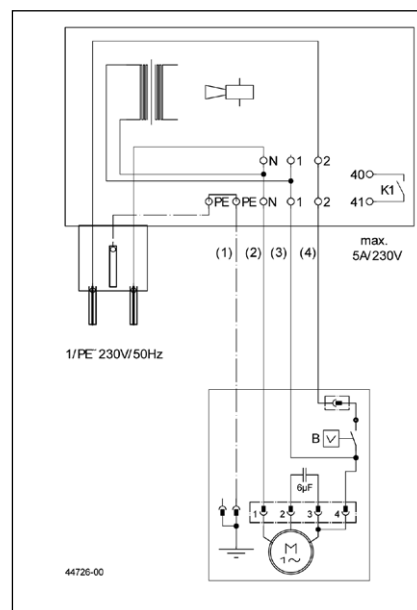 N 1 2
40
K1
PE PE N 1 2
41
(1) (2) (3) (4)
max.
5A/230V
1/PE~230V/50Hz
B
6µF
1 2 3 4
M
1~
44726-00